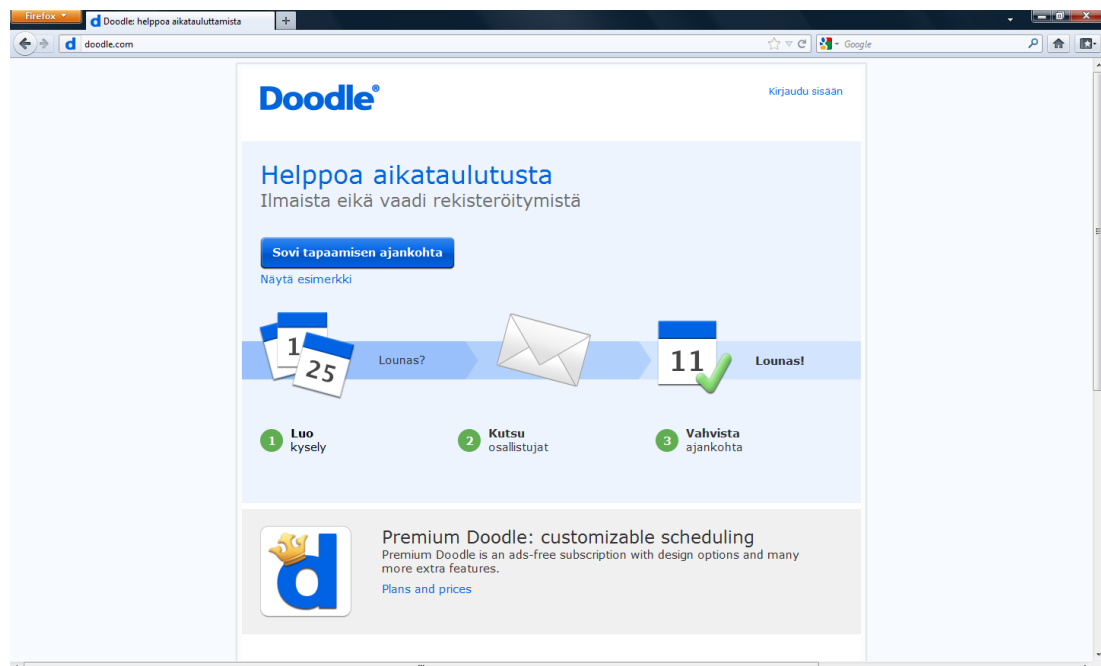 Firefox
Doodle: helppoa aikatauluttamista
doodle.com
Google
Doodle®
Kirjaudu sisään
Helppoa aikataulutusta
Ilmaista eikä vaadi rekisteröitymistä
Sovi tapaamisen ajankohta
Näytä esimerkki
1
25
Lounas?
11
Lounas!
1 Luo
kysely
2 Kutsu
osallistujat
3 Vahvista
ajankohta
Premium Doodle: customizable scheduling
Premium Doodle is an ads-free subscription with design options and many
more extra features.
Plans and prices